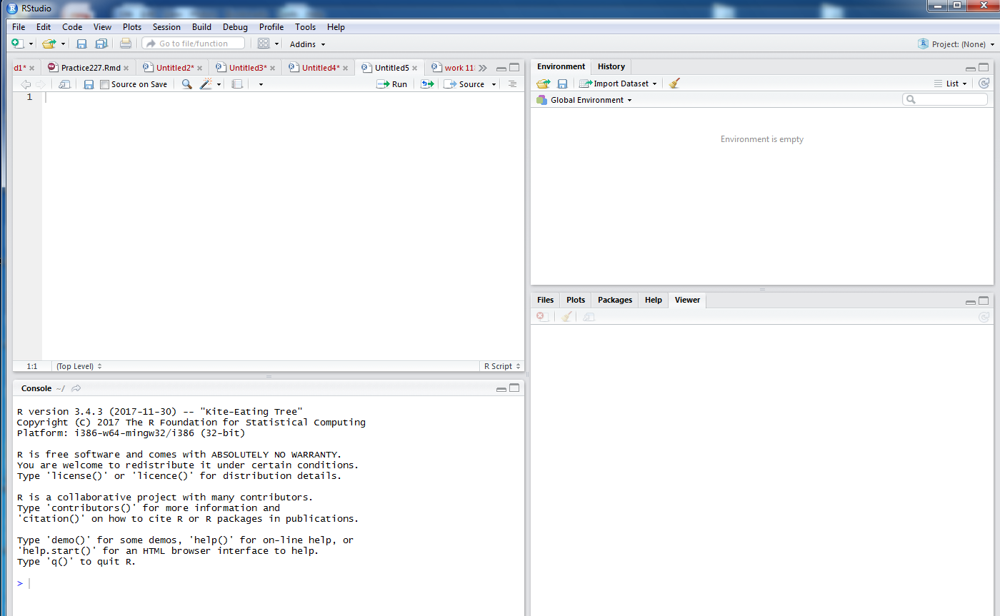 RStudio
File Edit Code View Plots Session Build Debug Profile Tools Help
Go to file/function Addins Project: (None)
d1* Practice227.Rmd Untitled2* Untitled3* Untitled4* Untitled5 work 11
Source on Save Run Source
1
1:1 (Top Level) R Script
Console ~/
R version 3.4.3 (2017-11-30) -- "Kite-Eating Tree"
Copyright (C) 2017 The R Foundation for Statistical Computing
Platform: i386-w64-mingw32/i386 (32-bit)
R is free software and comes with ABSOLUTELY NO WARRANTY.
You are welcome to redistribute it under certain conditions.
Type 'license()' or 'licence()' for distribution details.
R is a collaborative project with many contributors.
Type 'contributors()' for more information and
'citation()' on how to cite R or R packages in publications.
Type 'demo()' for some demos, 'help()' for on-line help, or
'help.start()' for an HTML browser interface to help.
Type 'q()' to quit R.
>
Environment History
Import Dataset List
Global Environment
Environment is empty
Files Plots Packages Help Viewer